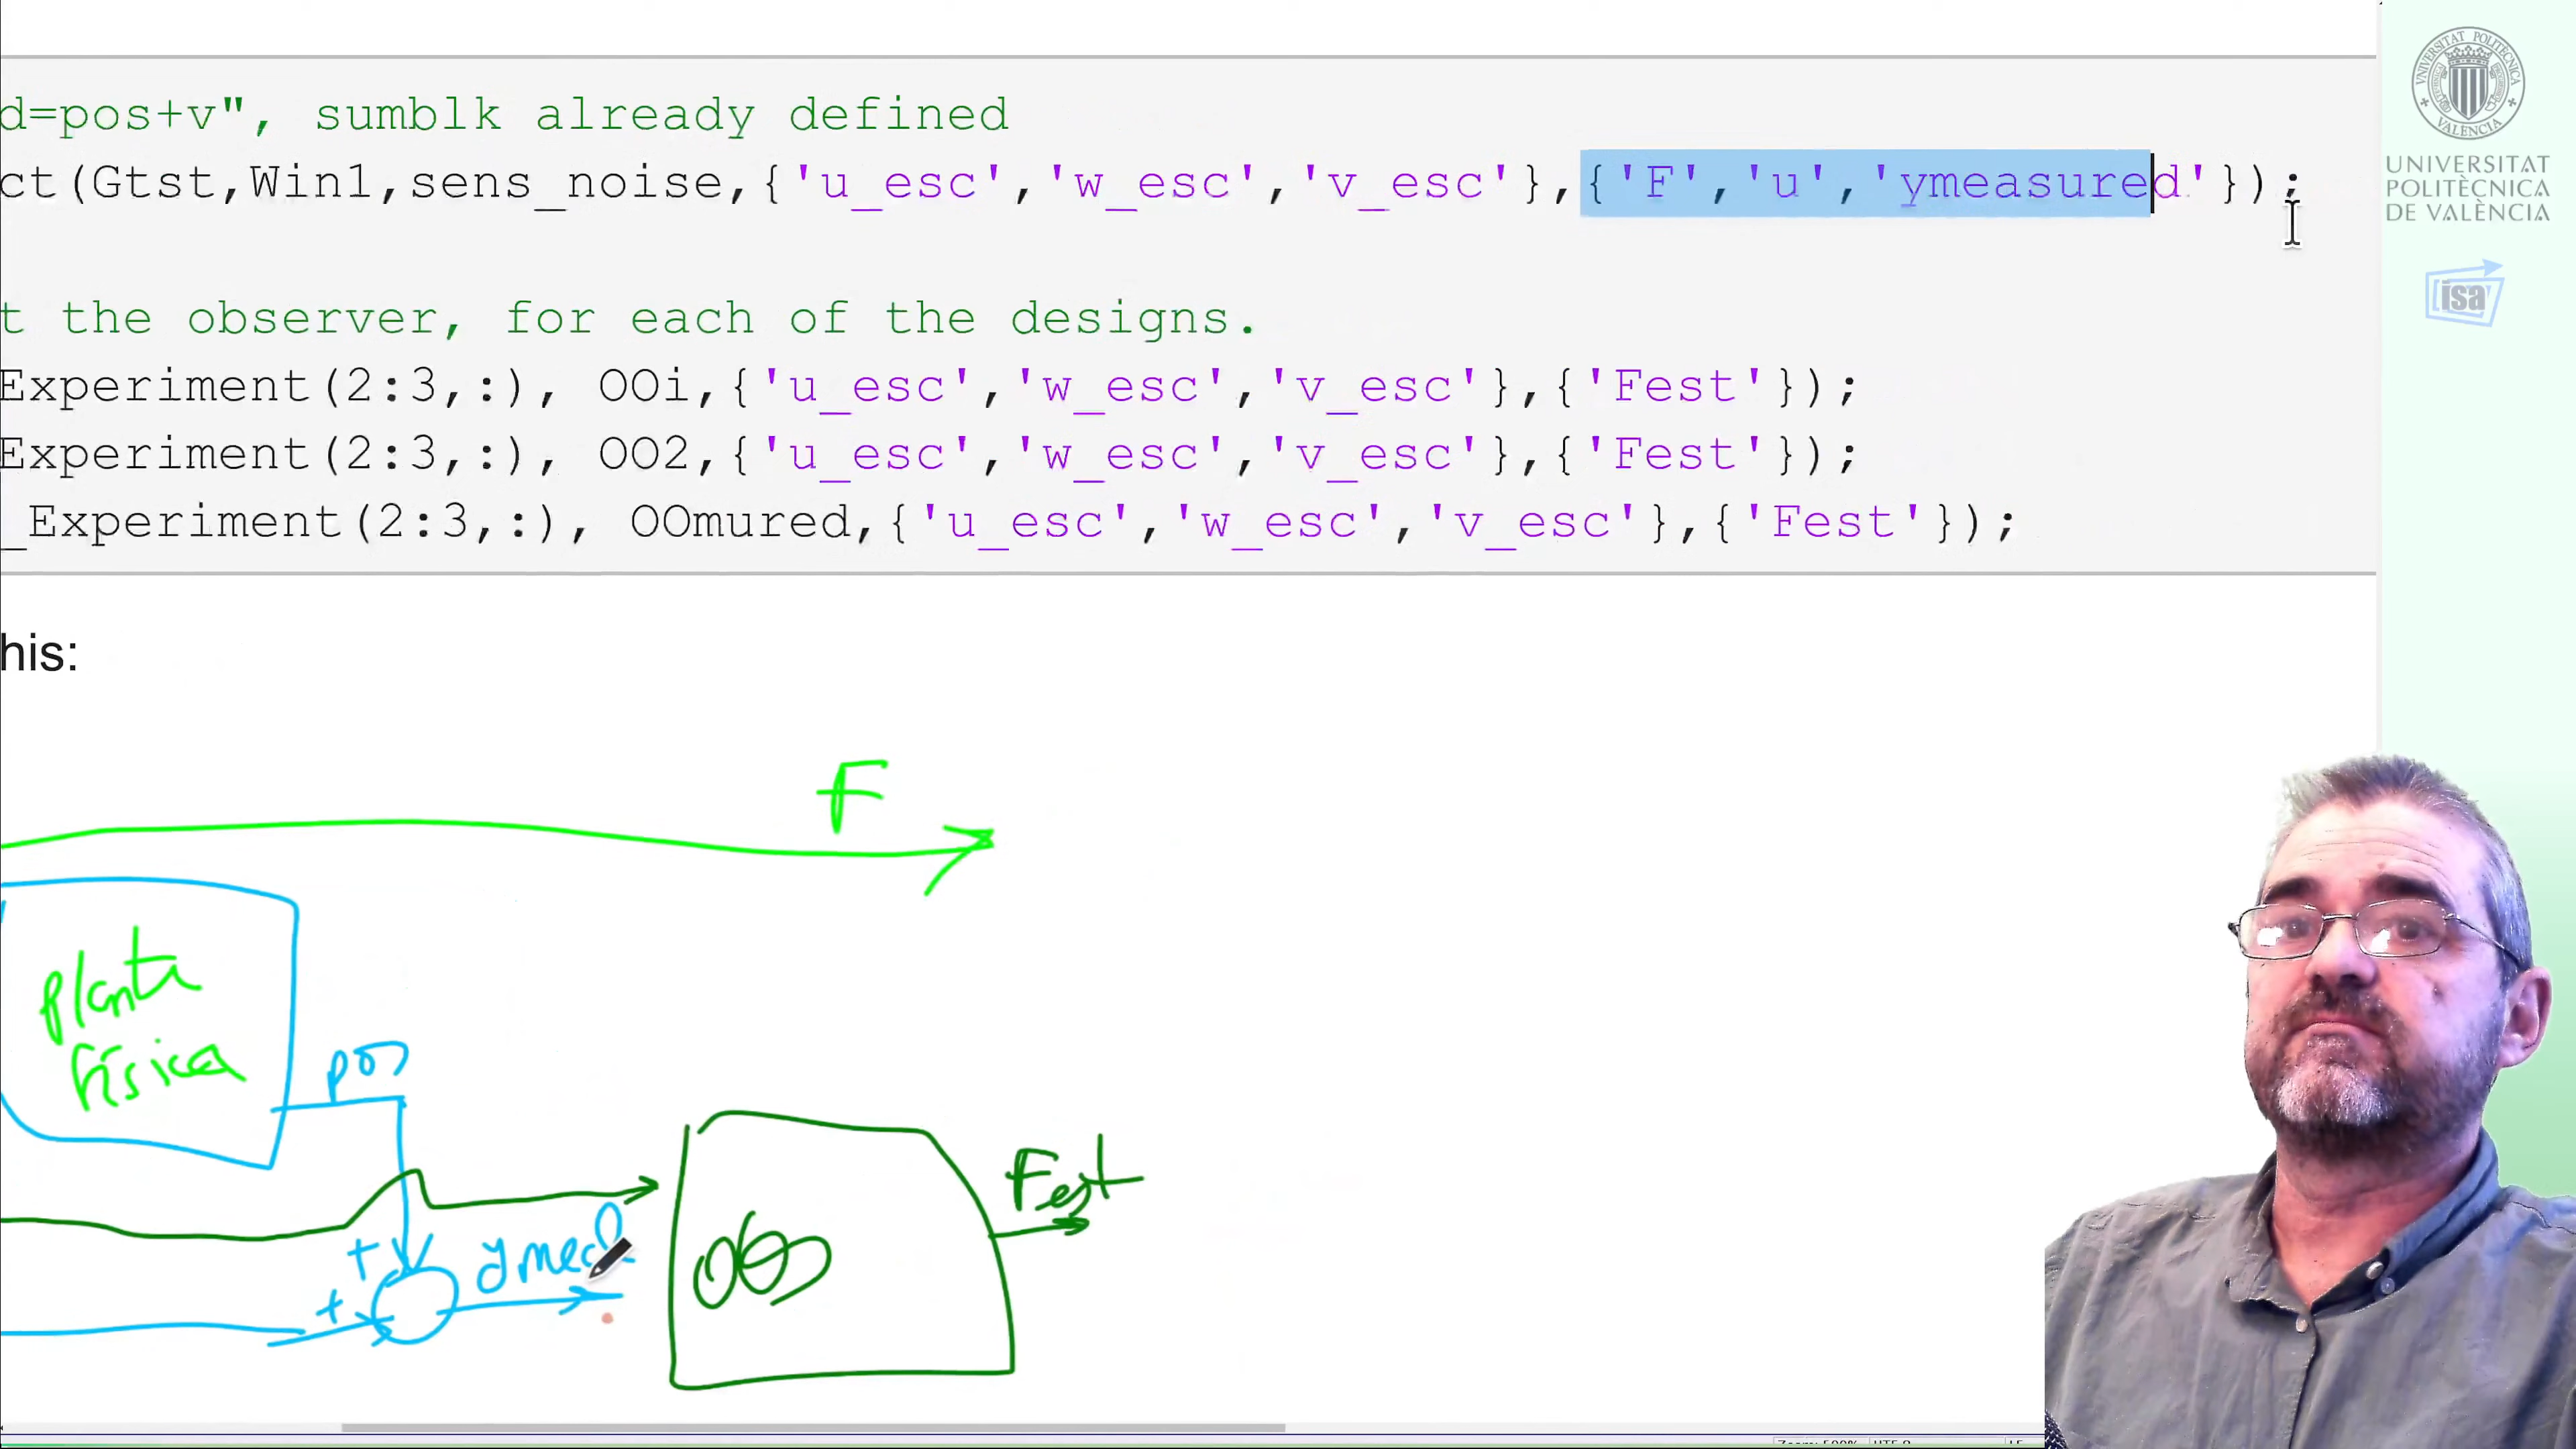 d=pos+v", sumblk already defined
ct(Gtst,Win1,sens_noise,{'u_esc','w_esc','v_esc'},{'F','u','ymeasured'});
t the observer, for each of the designs.
Experiment(2:3,:), OOi,{'u_esc','w_esc','v_esc'},{'Fest'});
Experiment(2:3,:), OO2,{'u_esc','w_esc','v_esc'},{'Fest'});
_Experiment(2:3,:), OOmured,{'u_esc','w_esc','v_esc'},{'Fest'});
his:
F
planta
física
pos
+
+
ymed
Obs
Fest
UNIVERSITAT
POLITÈCNICA
DE VALÈNCIA
isa